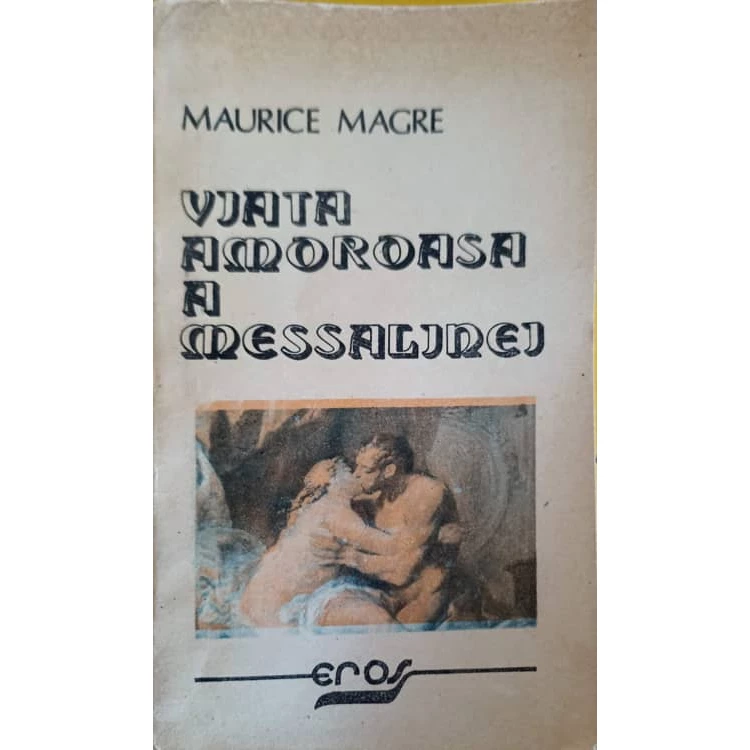 MAURICE MAGRE
VIATA
AMOROASA
A
MESSALINEI
EROS